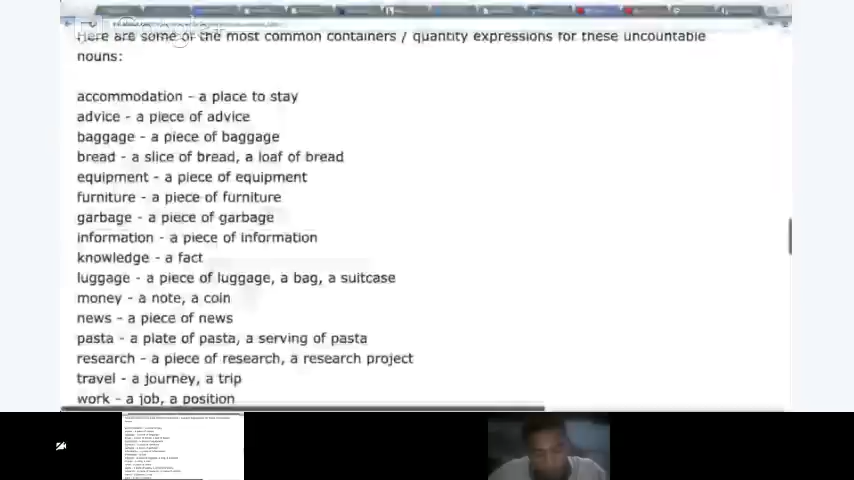 Here are some of the most common containers / quantity expressions for these uncountable
nouns:
accommodation - a place to stay
advice - a piece of advice
baggage - a piece of baggage
bread - a slice of bread, a loaf of bread
equipment - a piece of equipment
furniture - a piece of furniture
garbage - a piece of garbage
information - a piece of information
knowledge - a fact
luggage - a piece of luggage, a bag, a suitcase
money - a note, a coin
news - a piece of news
pasta - a plate of pasta, a serving of pasta
research - a piece of research, a research project
travel - a journey, a trip
work - a job, a position